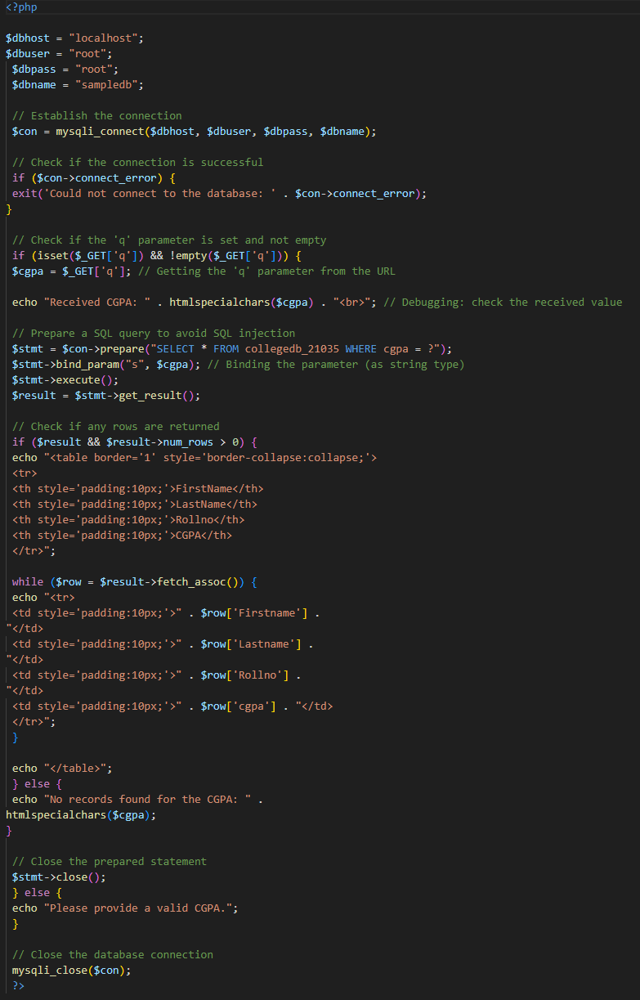 <?php

$dbhost = "localhost";
$dbuser = "root";
$dbpass = "root";
$dbname = "sampledb";

// Establish the connection
$con = mysqli_connect($dbhost, $dbuser, $dbpass, $dbname);

// Check if the connection is successful
if ($con->connect_error) {
exit('Could not connect to the database: ' . $con->connect_error);
}

// Check if the 'q' parameter is set and not empty
if (isset($_GET['q']) && !empty($_GET['q'])) {
$cgpa = $_GET['q']; // Getting the 'q' parameter from the URL

echo "Received CGPA: " . htmlspecialchars($cgpa) . "<br>"; // Debugging: check the received value

// Prepare a SQL query to avoid SQL injection
$stmt = $con->prepare("SELECT * FROM collegedb_21035 WHERE cgpa = ?");
$stmt->bind_param("s", $cgpa); // Binding the parameter (as string type)
$stmt->execute();
$result = $stmt->get_result();

// Check if any rows are returned
if ($result && $result->num_rows > 0) {
echo "<table border='1' style='border-collapse:collapse;'>
<tr>
<th style='padding:10px;'>FirstName</th>
<th style='padding:10px;'>LastName</th>
<th style='padding:10px;'>Rollno</th>
<th style='padding:10px;'>CGPA</th>
</tr>";

while ($row = $result->fetch_assoc()) {
echo "<tr>
<td style='padding:10px;'>" . $row['Firstname'] .
"</td>
<td style='padding:10px;'>" . $row['Lastname'] .
"</td>
<td style='padding:10px;'>" . $row['Rollno'] .
"</td>
<td style='padding:10px;'>" . $row['cgpa'] . "</td>
</tr>";
}

echo "</table>";
} else {
echo "No records found for the CGPA: " .
htmlspecialchars($cgpa);
}

// Close the prepared statement
$stmt->close();
} else {
echo "Please provide a valid CGPA.";
}

// Close the database connection
mysqli_close($con);
?>